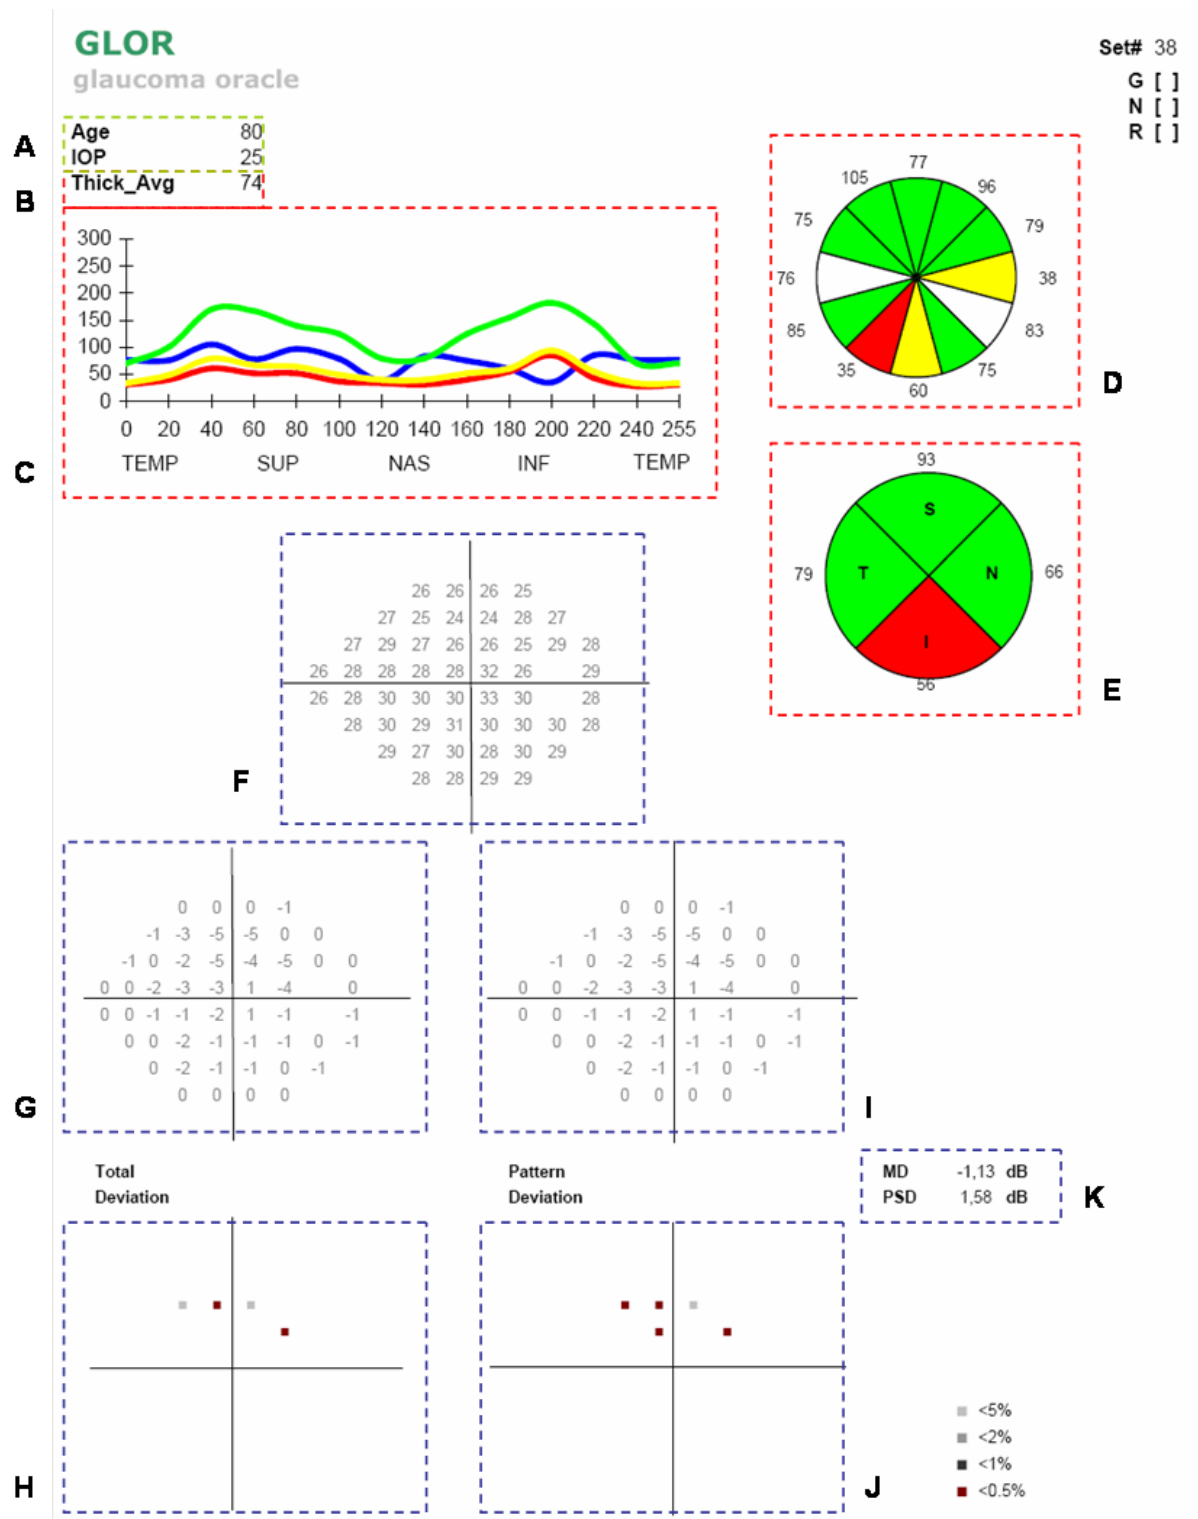 GLOR
glaucoma oracle
Set# 38
G [ ]
N [ ]
R [ ]
A
Age 80
IOP 25
B
Thick_Avg 74
300
250
200
150
100
50
0
0 20 40 60 80 100 120 140 160 180 200 220 240 255
TEMP SUP NAS INF TEMP
C
77
105 96
75 79
76 38
85 83
35 75
60
D
93
S
79 T N 66
I
56
E
26 26 26 25
27 25 24 24 28 27
27 29 27 26 26 25 29 28
26 28 28 28 28 32 26 29
26 28 30 30 30 33 30 28
28 30 29 31 30 30 30 28
29 27 30 28 30 29
28 28 29 29
F
0 0 0 -1
-1 -3 -5 -5 0 0
-1 0 -2 -5 -4 -5 0 0
0 0 -2 -3 -3 1 -4 0
0 0 -1 -1 -2 1 -1 -1
0 0 -2 -1 -1 -1 0 -1
0 -2 -1 -1 0 -1
0 0 0 0
G
0 0 0 -1
-1 -3 -5 -5 0 0
-1 0 -2 -5 -4 -5 0 0
0 0 -2 -3 -3 1 -4 0
0 0 -1 -1 -2 1 -1 -1
0 0 -2 -1 -1 -1 0 -1
0 -2 -1 -1 0 -1
0 0 0 0
I
Total
Deviation
Pattern
Deviation
MD -1,13 dB
PSD 1,58 dB
K
H
J
<5%
<2%
<1%
<0.5%